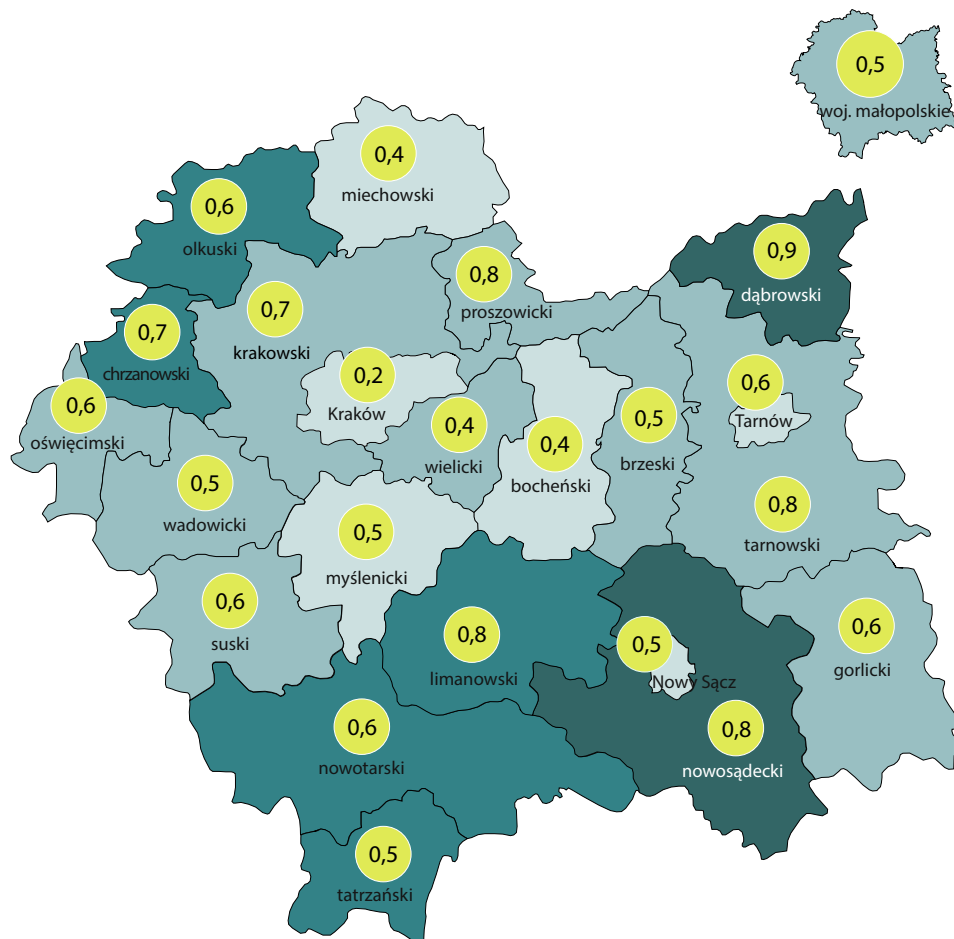 0,5
woj. małopolskie
0,4
miechowski
0,6
olkuski
0,9
dąbrowski
0,8
proszowicki
0,7
krakowski
0,7
chrzanowski
0,2
Kraków
0,6
Tarnów
0,6
oświęcimski
0,4
wielicki
0,4
bocheński
0,5
brzeski
0,5
wadowicki
0,5
myślenicki
0,8
tarnowski
0,6
suski
0,8
limanowski
0,5
Nowy Sącz
0,6
gorlicki
0,6
nowotarski
0,8
nowosądecki
0,5
tatrzański